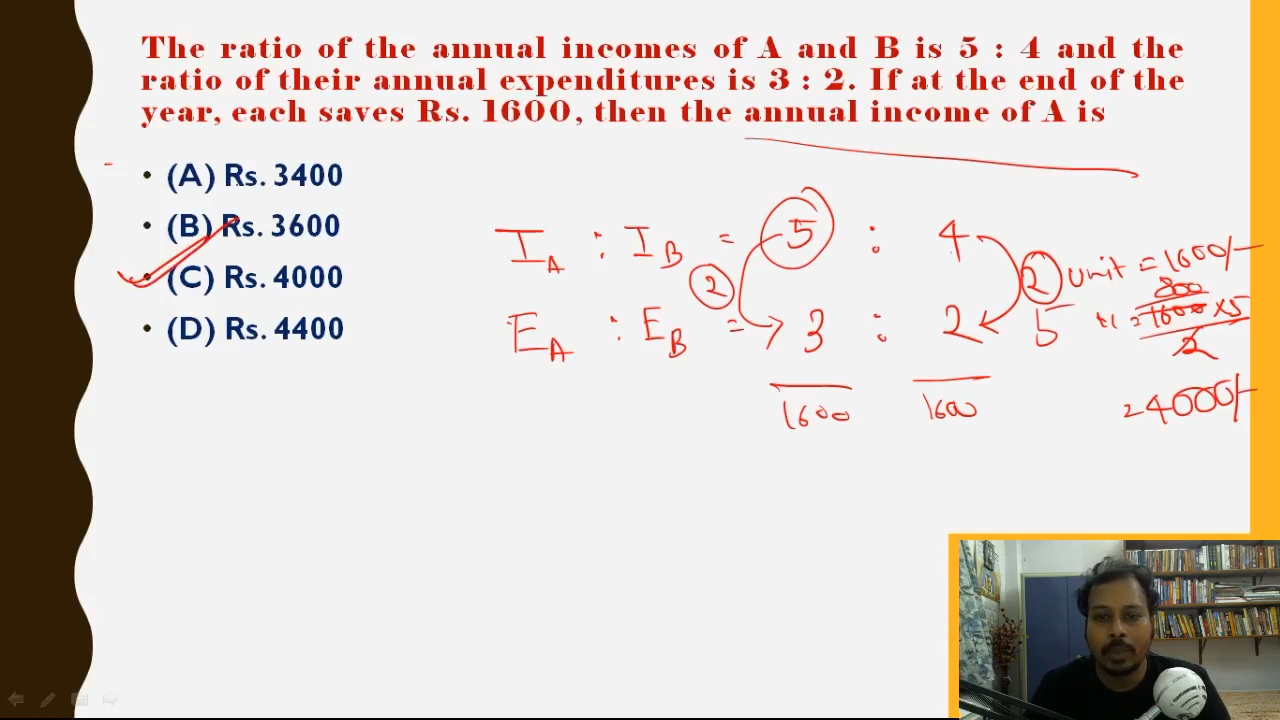 The ratio of the annual incomes of A and B is 5 : 4 and the
ratio of their annual expenditures is 3 : 2. If at the end of the
year, each saves Rs. 1600, then the annual income of A is
• (A) Rs. 3400
• (B) Rs. 3600
• (C) Rs. 4000
• (D) Rs. 4400
I_A : I_B = 5 : 4
2
2 unit = 1600/-
E_A : E_B = 3 : 2
5 " = 1600 × 5
800
2
1600 1600
= 4000/-